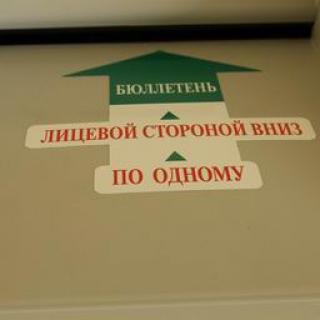 БЮЛЛЕТЕНЬ
ЛИЦЕВОЙ СТОРОНОЙ ВНИЗ
ПО ОДНОМУ